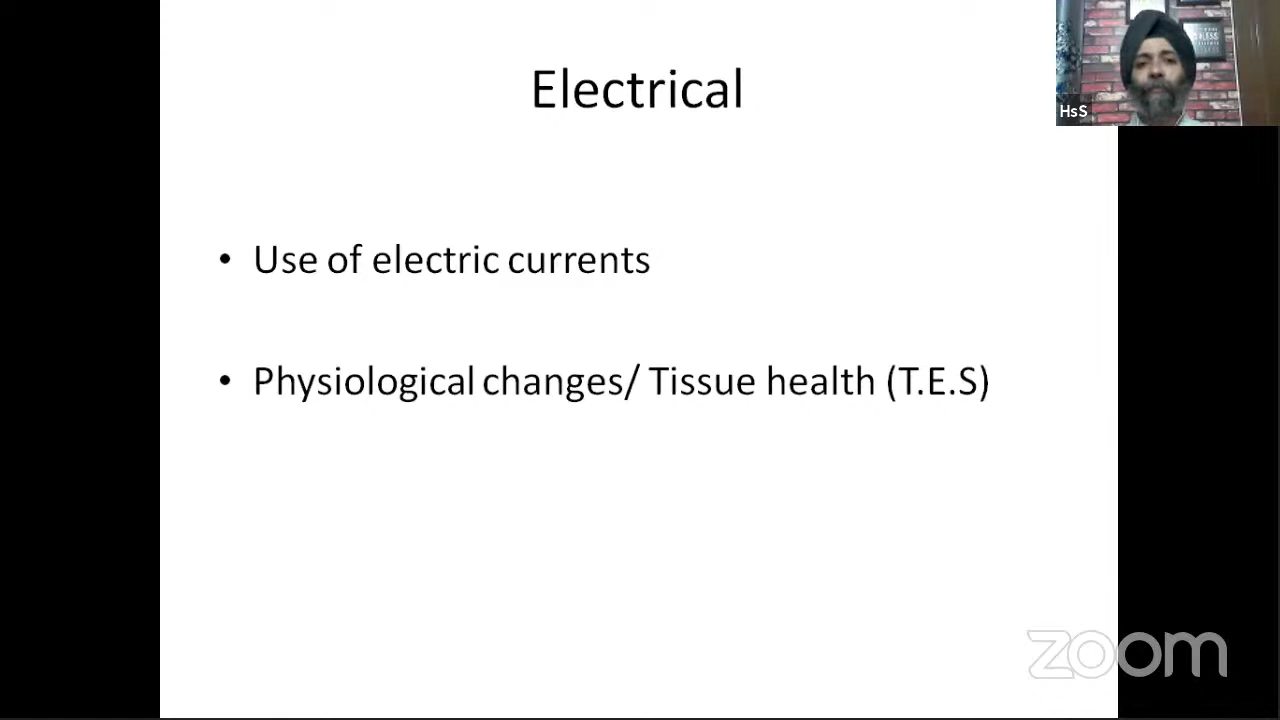 Electrical
HsS
• Use of electric currents
• Physiological changes/ Tissue health (T.E.S)
zoom